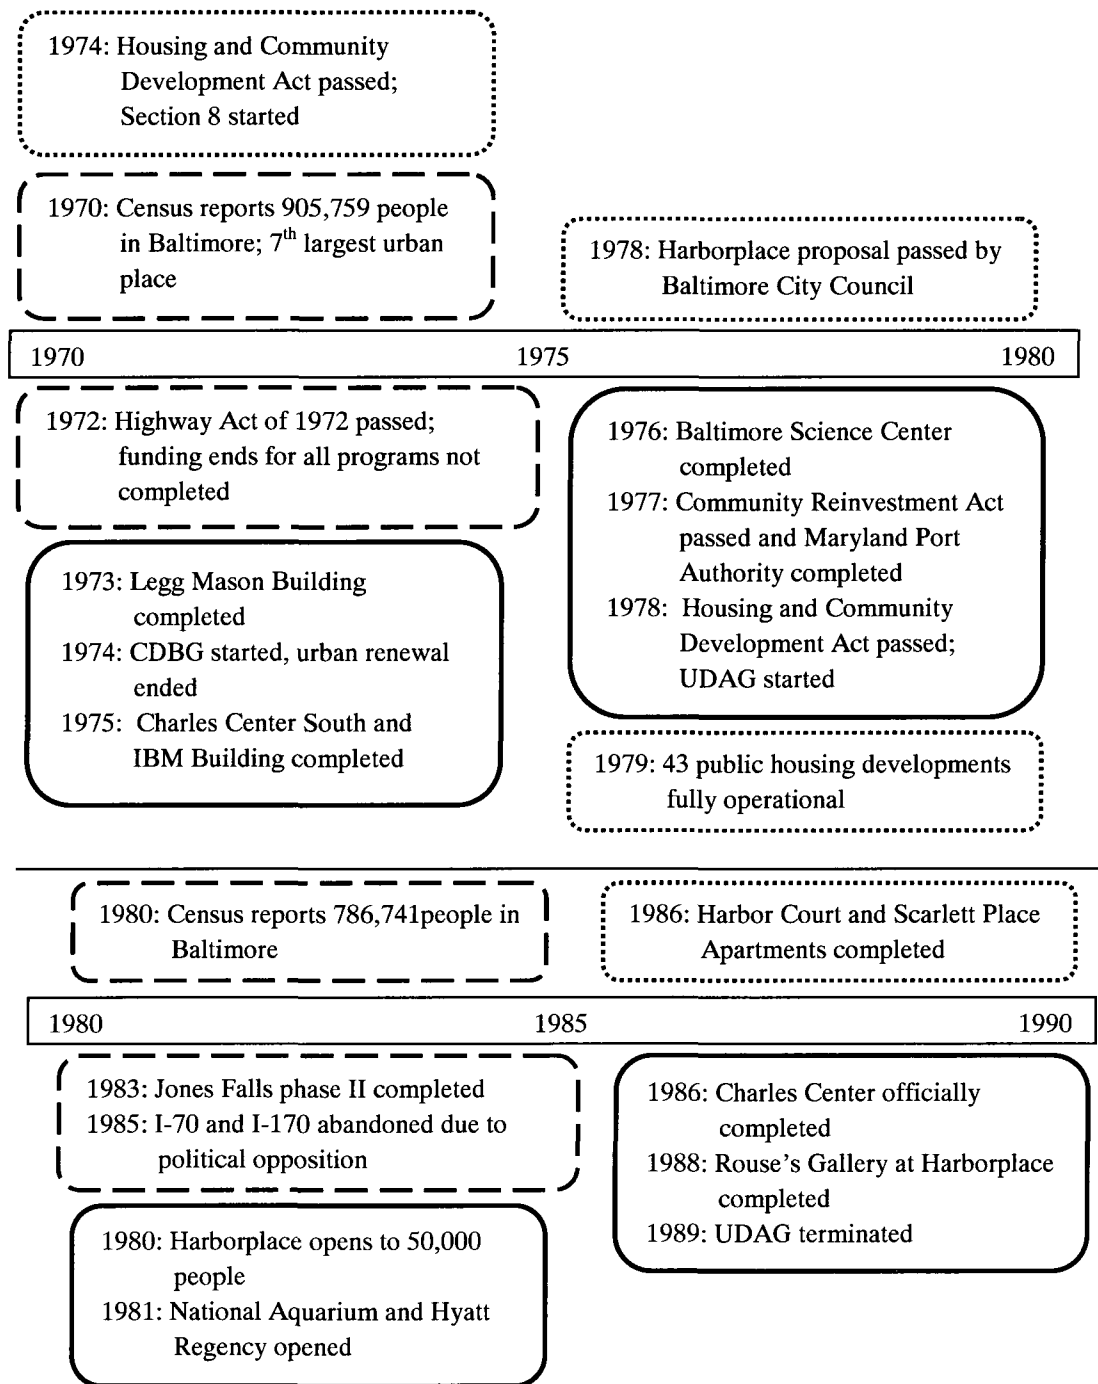 1974: Housing and Community
Development Act passed;
Section 8 started
1970: Census reports 905,759 people
in Baltimore; 7th largest urban
place
1978: Harborplace proposal passed by
Baltimore City Council
1970 1975 1980
1972: Highway Act of 1972 passed;
funding ends for all programs not
completed
1973: Legg Mason Building
completed
1974: CDBG started, urban renewal
ended
1975: Charles Center South and
IBM Building completed
1976: Baltimore Science Center
completed
1977: Community Reinvestment Act
passed and Maryland Port
Authority completed
1978: Housing and Community
Development Act passed;
UDAG started
1979: 43 public housing developments
fully operational
1980: Census reports 786,741people in
Baltimore
1986: Harbor Court and Scarlett Place
Apartments completed
1980 1985 1990
1983: Jones Falls phase II completed
1985: I-70 and I-170 abandoned due to
political opposition
1980: Harborplace opens to 50,000
people
1981: National Aquarium and Hyatt
Regency opened
1986: Charles Center officially
completed
1988: Rouse's Gallery at Harborplace
completed
1989: UDAG terminated